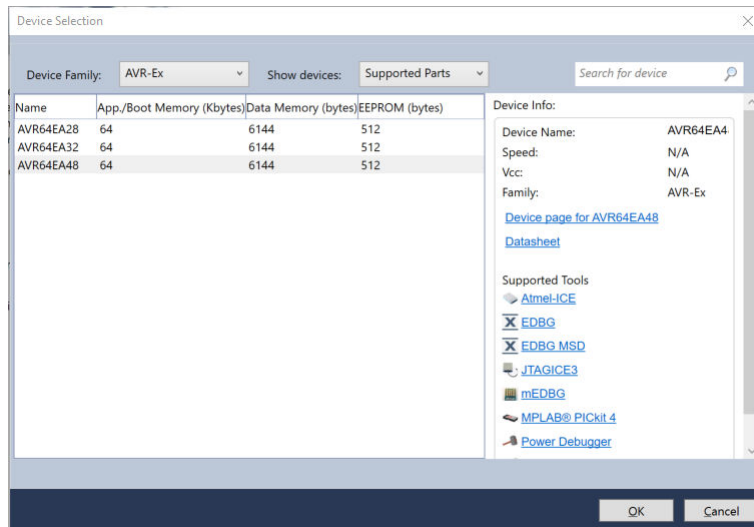 Device Selection
Device Family: AVR-Ex Show devices: Supported Parts Search for device
Name App./Boot Memory (Kbytes) Data Memory (bytes) EEPROM (bytes)
AVR64EA28 64 6144 512
AVR64EA32 64 6144 512
AVR64EA48 64 6144 512
Device Info:
Device Name: AVR64EA4
Speed: N/A
Vcc: N/A
Family: AVR-Ex
Device page for AVR64EA48
Datasheet
Supported Tools
Atmel-ICE
EDBG
EDBG MSD
JTAGICE3
mEDBG
MPLAB® PICkit 4
Power Debugger
OK Cancel